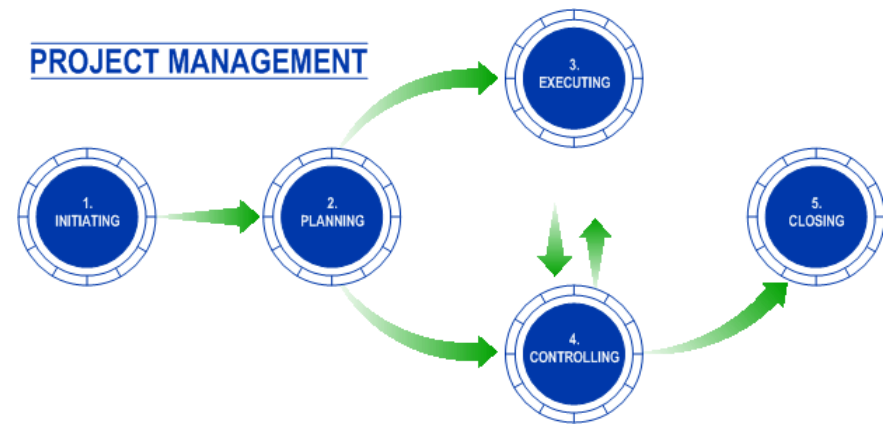 PROJECT MANAGEMENT
1.
INITIATING
2.
PLANNING
3.
EXECUTING
4.
CONTROLLING
5.
CLOSING